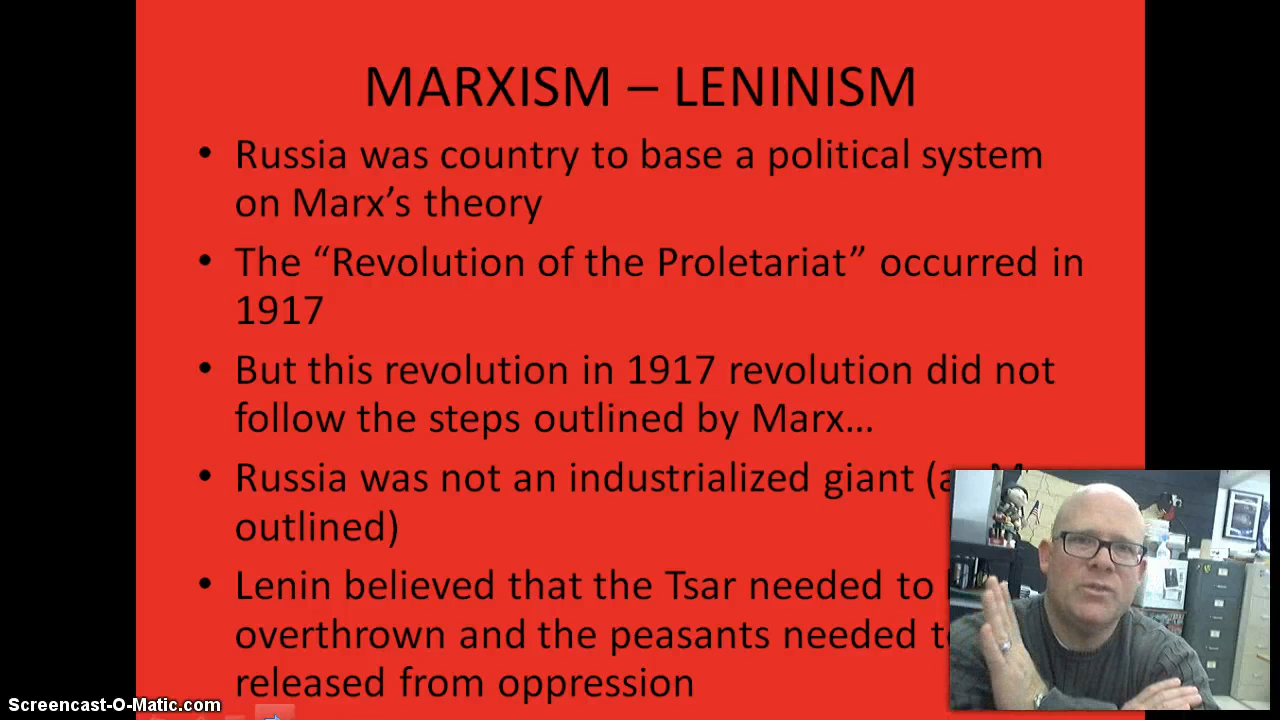 MARXISM – LENINISM
• Russia was country to base a political system
on Marx’s theory
• The “Revolution of the Proletariat” occurred in
1917
• But this revolution in 1917 revolution did not
follow the steps outlined by Marx…
• Russia was not an industrialized giant (
outlined)
• Lenin believed that the Tsar needed to
overthrown and the peasants needed
released from oppression
Screencast-O-Matic.com